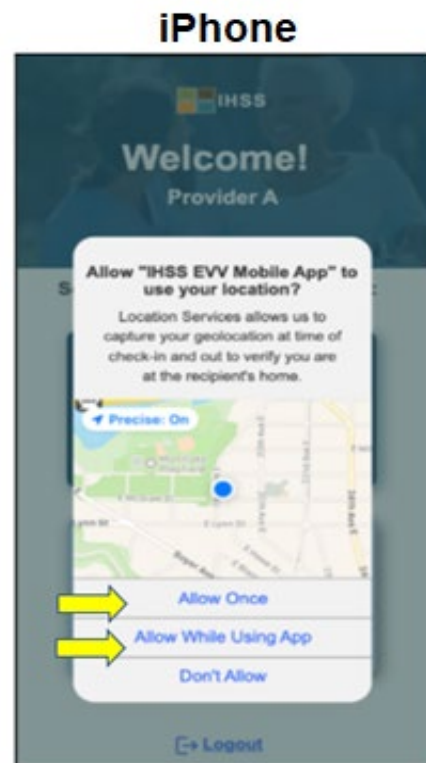 iPhone
IHSS
Welcome!
Provider A
Allow "IHSS EVV Mobile App" to
use your location?
Location Services allows us to
capture your geolocation at time of
check-in and out to verify you are
at the recipient's home.
Precise: On
E Lynn St
Allow Once
Allow While Using App
Don't Allow
Logout